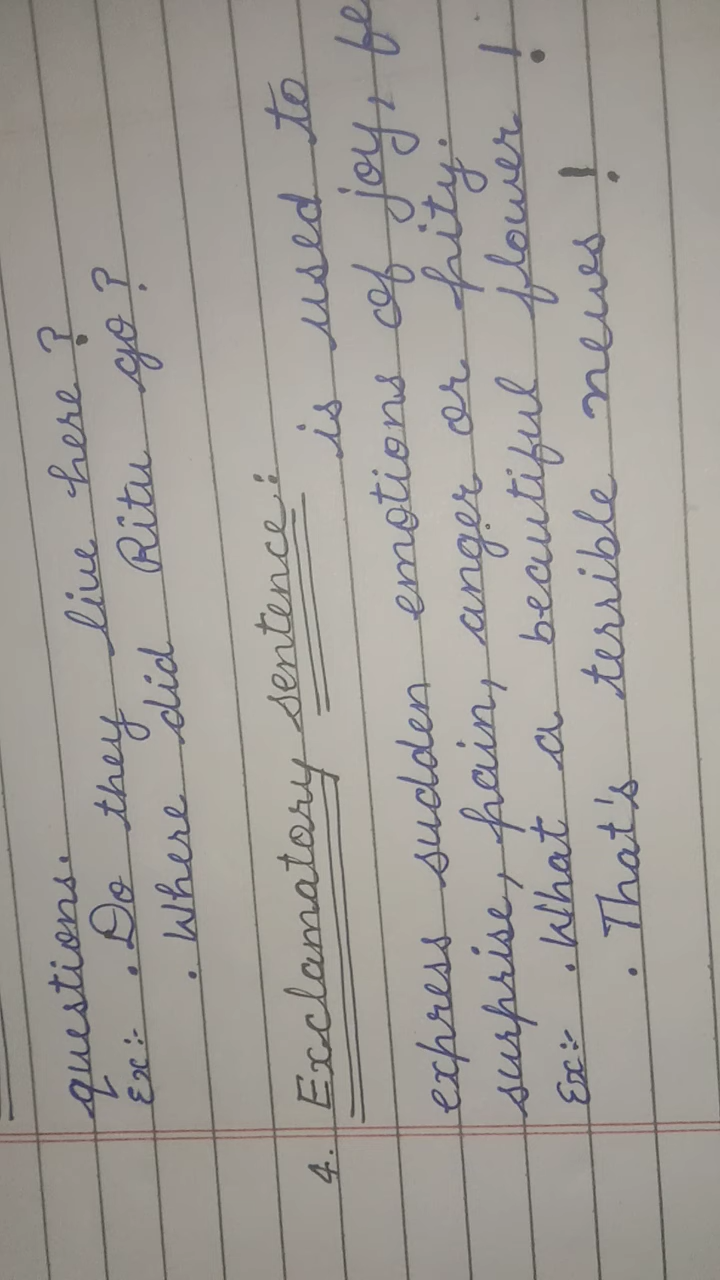 questions.
Ex:- . Do they live here?
. Where did Ritu go?
4. Exclamatory sentence: is used to
express sudden emotions of joy,
surprise, pain, anger or pity.
Ex:- . What a beautiful flower!
. That's terrible news!